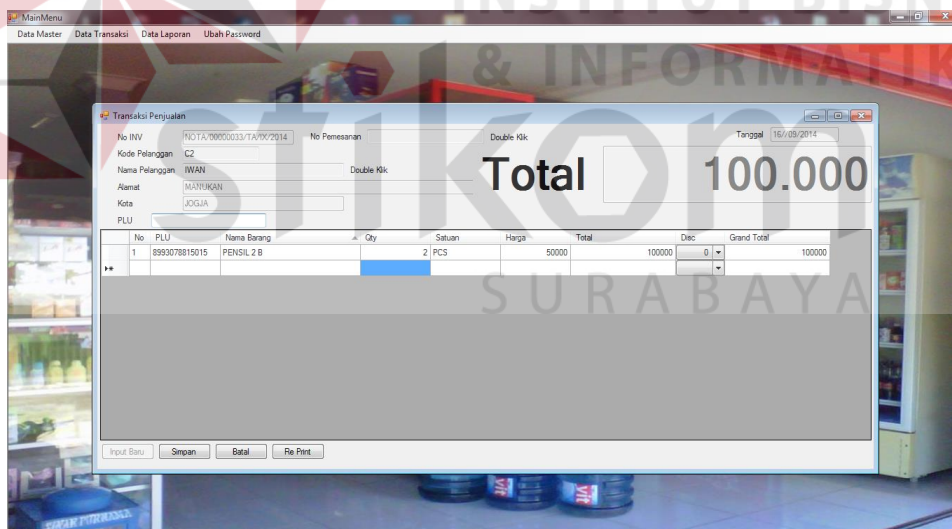 INSTITUT BISNIS
& INFORMATIK
stikom
SURABAYA
MainMenu
Data Master Data Transaksi Data Laporan Ubah Password
Transaksi Penjualan
No INV NOTA/00000033/TA/IX/2014 No Pemesanan Double Klik Tanggal 16//09/2014
Kode Pelanggan C2
Nama Pelanggan IWAN Double Klik
Alamat MANUKAN
Kota JOGJA
PLU
Total 100.000
No PLU Nama Barang Qty Satuan Harga Total Disc Grand Total
1 8993078815015 PENSIL 2 B 2 PCS 50000 100000 0 100000
Input Baru Simpan Batal Re Print
Vit
Vit